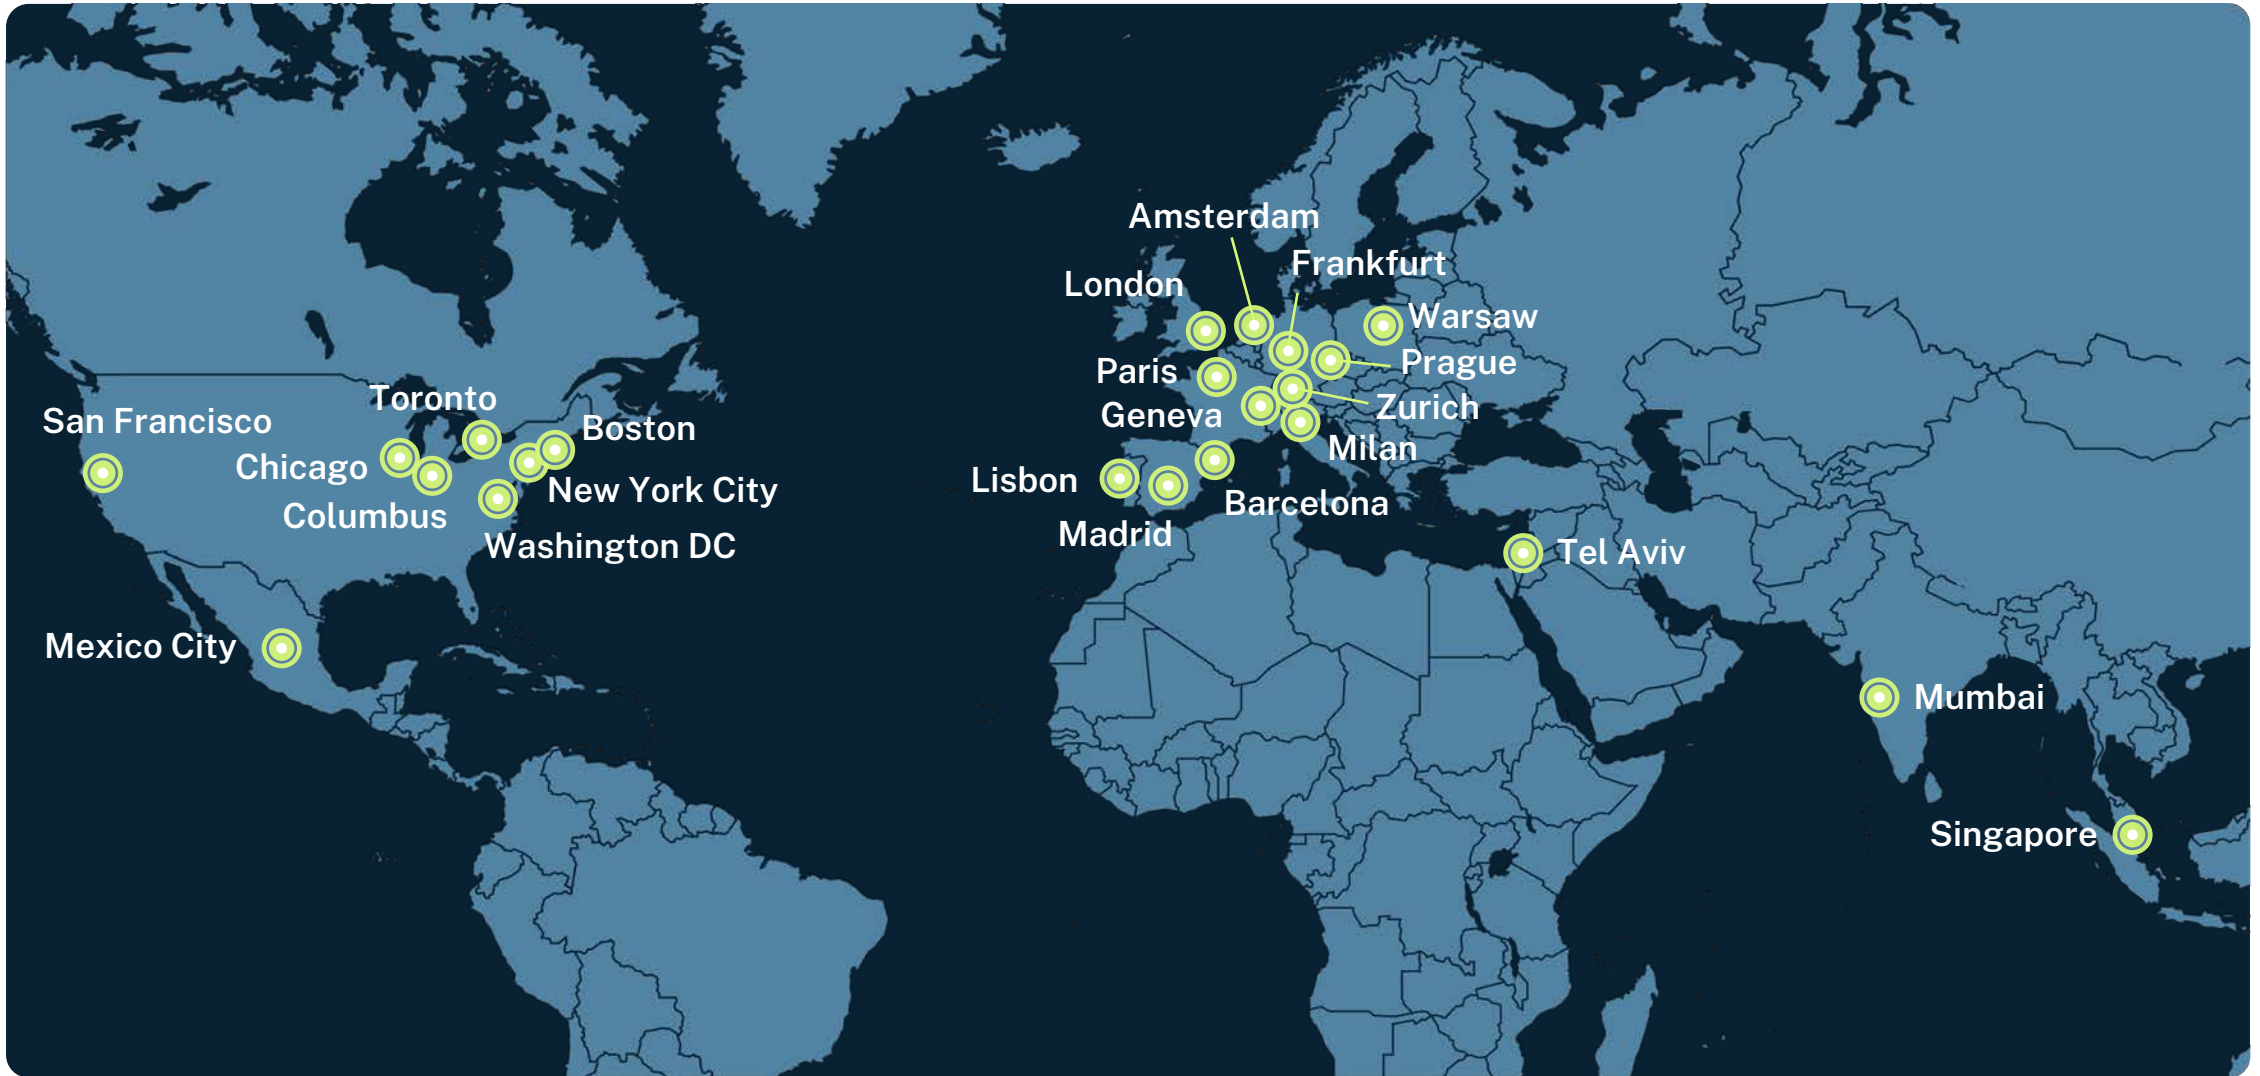 Amsterdam
Frankfurt
London
Warsaw
Prague
Paris
Zurich
Geneva
Milan
Lisbon
Barcelona
Madrid
Toronto
San Francisco
Boston
Chicago
New York City
Columbus
Washington DC
Tel Aviv
Mexico City
Mumbai
Singapore